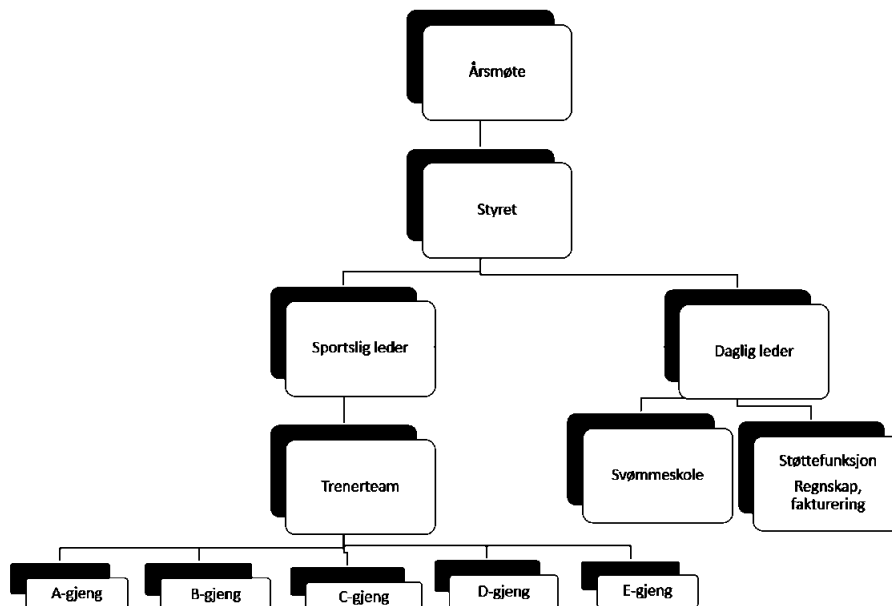 Årsmøte
Styret
Sportslig leder
Daglig leder
Trenerteam
Svømmeskole
Støttefunksjon
Regnskap,
fakturering
A-gjeng
B-gjeng
C-gjeng
D-gjeng
E-gjeng